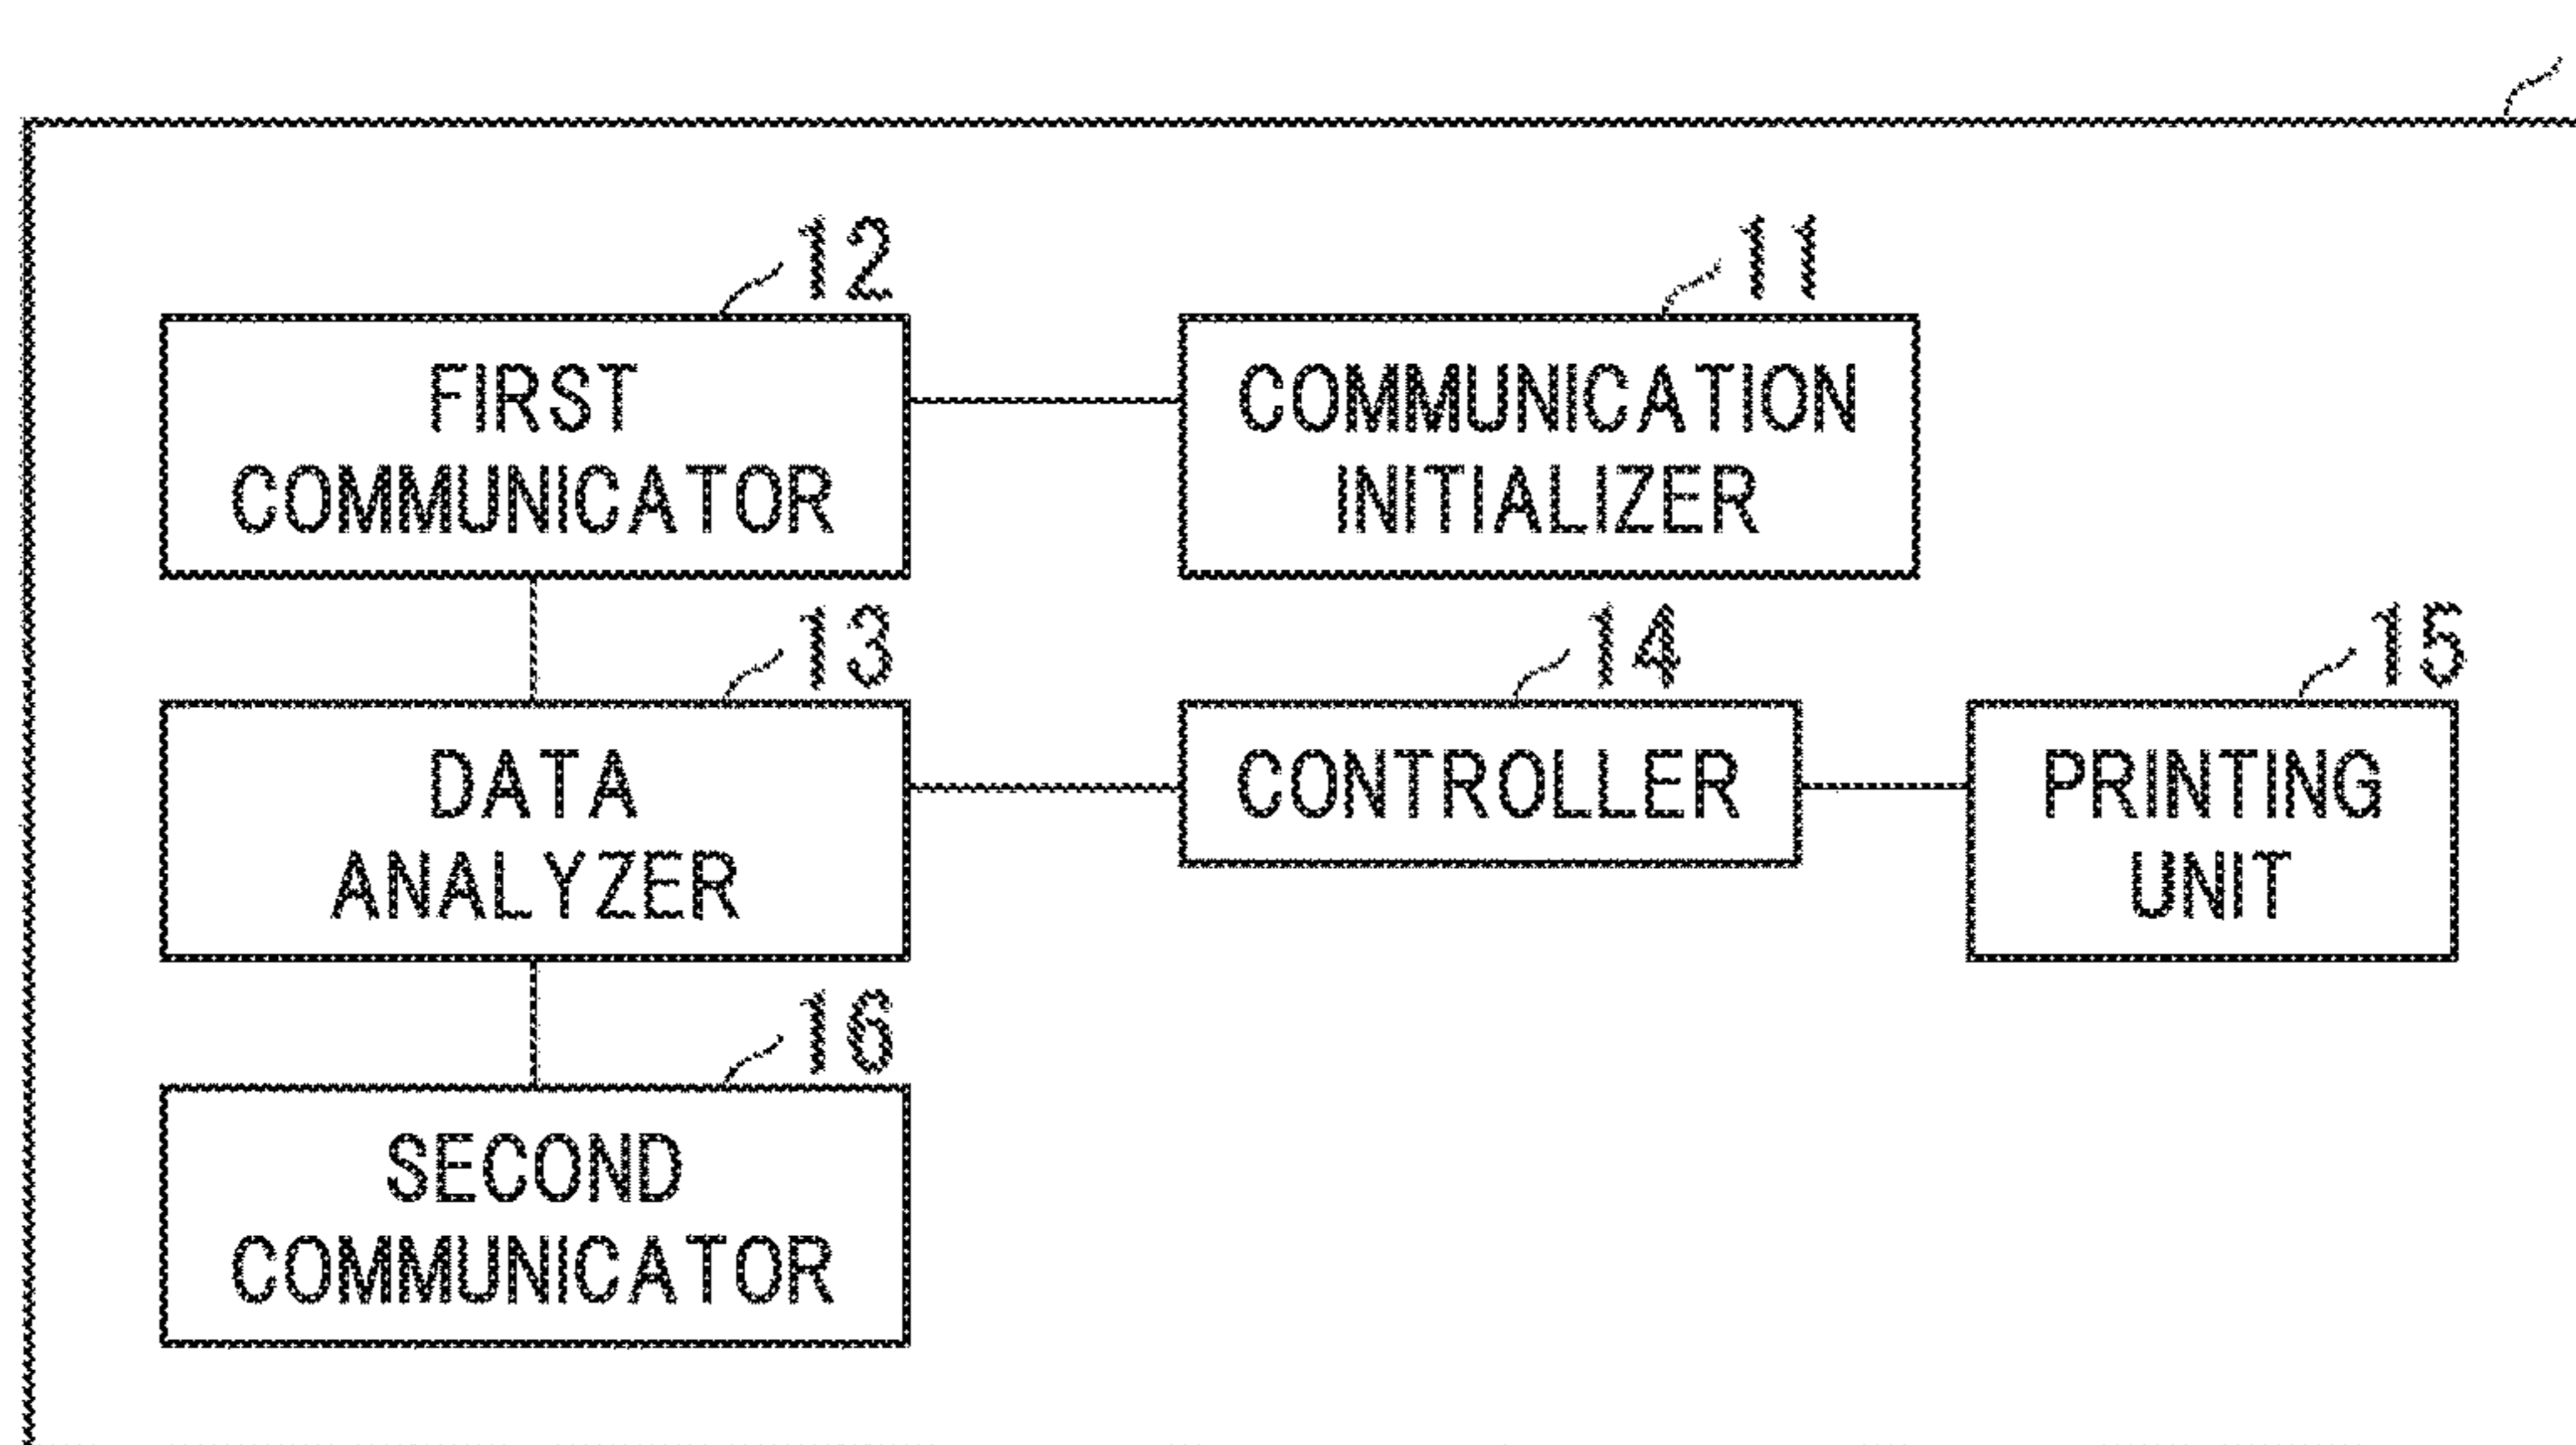 12
FIRST
COMMUNICATOR
11
COMMUNICATION
INITIALIZER
13
DATA
ANALYZER
14
CONTROLLER
15
PRINTING
UNIT
16
SECOND
COMMUNICATOR